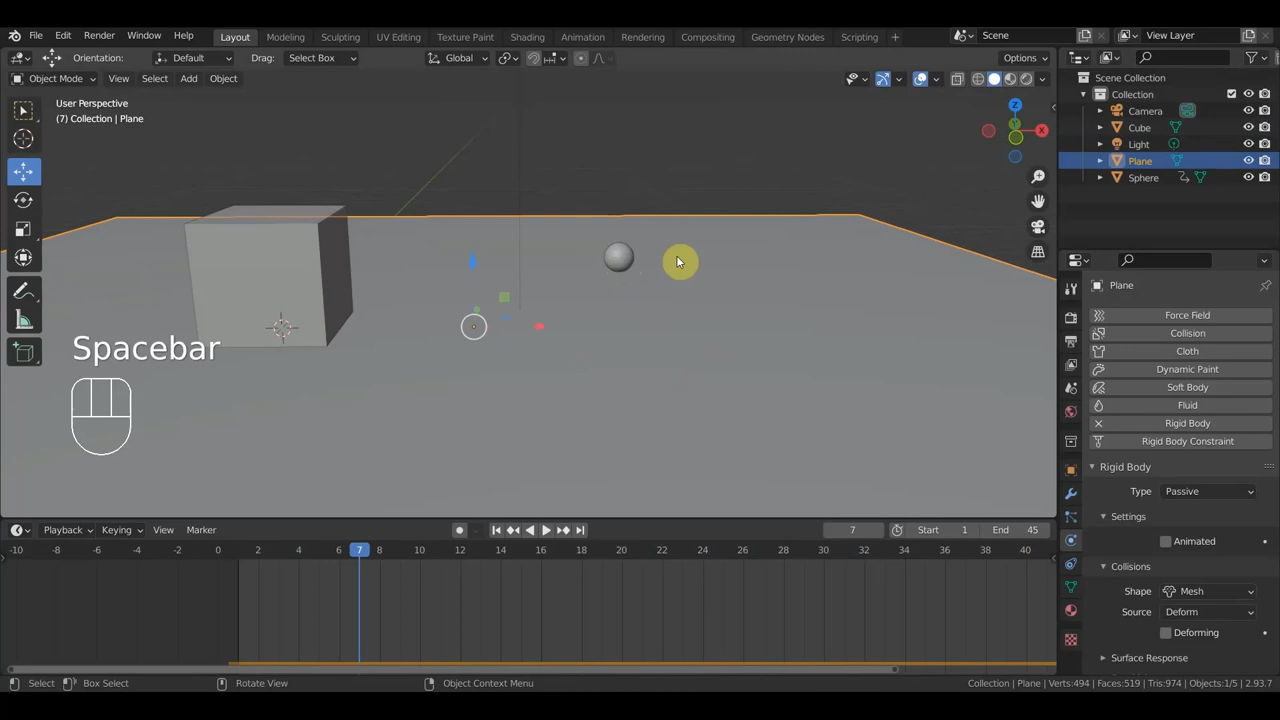 File Edit Render Window Help Layout Modeling Sculpting UV Editing Texture Paint Shading Animation Rendering Compositing Geometry Nodes Scripting + Scene View Layer
Orientation: Default Drag: Select Box Global Options
Object Mode View Select Add Object
User Perspective
(7) Collection | Plane
Z
Y
X
Scene Collection
Collection
Camera
Cube
Light
Plane
Sphere
Spacebar
Plane
Force Field
Collision
Cloth
Dynamic Paint
Soft Body
Fluid
Rigid Body
Rigid Body Constraint
Rigid Body
Type Passive
Settings
Animated
Collisions
Shape Mesh
Source Deform
Deforming
Surface Response
Playback Keying View Marker 7 Start 1 End 45
-10 -8 -6 -4 -2 0 2 4 6 7 8 10 12 14 16 18 20 22 24 26 28 30 32 34 36 38 40
Select Box Select Rotate View Object Context Menu Collection | Plane | Verts:494 | Faces:519 | Tris:974 | Objects:1/5 | 2.93.7